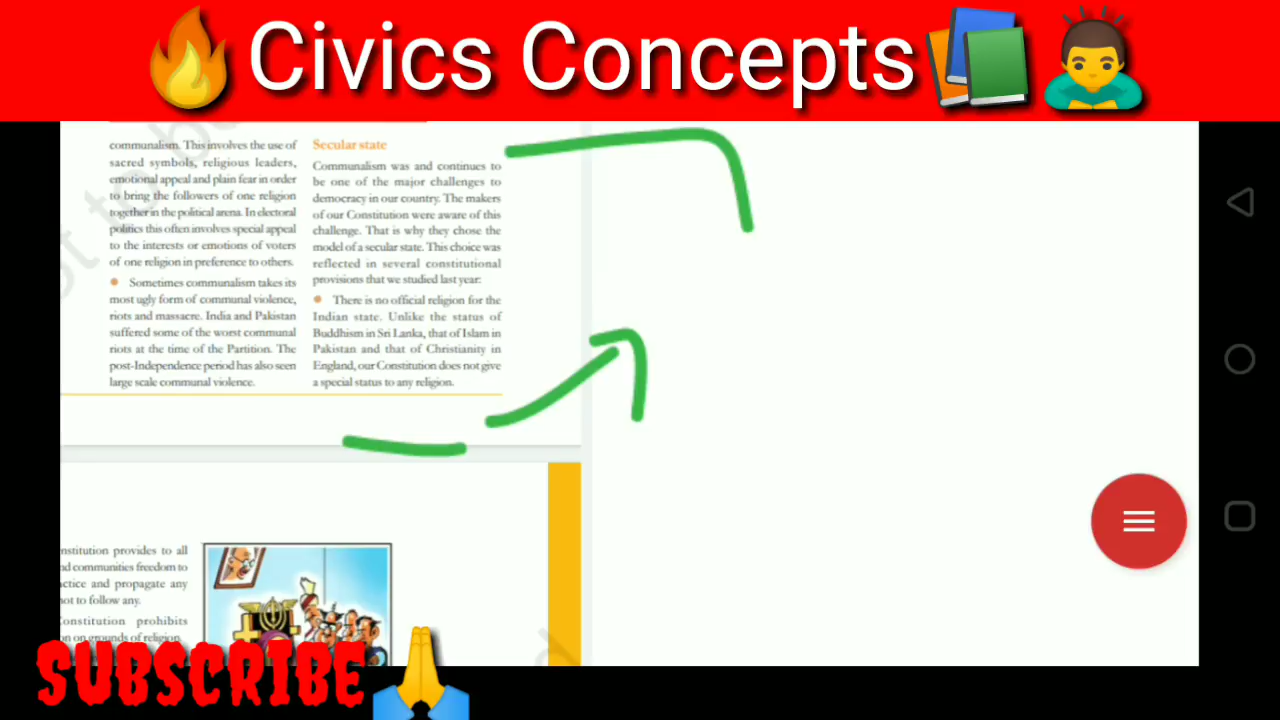 Civics Concepts
communalism. This involves the use of
sacred symbols, religious leaders,
emotional appeal and plain fear in order
to bring the followers of one religion
together in the political arena. In electoral
politics this often involves special appeal
to the interests or emotions of voters
of one religion in preference to others.
Sometimes communalism takes its
most ugly form of communal violence,
riots and massacre. India and Pakistan
suffered some of the worst communal
riots at the time of the Partition. The
post-Independence period has also seen
large scale communal violence.
Secular state
Communalism was and continues to
be one of the major challenges to
democracy in our country. The makers
of our Constitution were aware of this
challenge. That is why they chose the
model of a secular state. This choice was
reflected in several constitutional
provisions that we studied last year:
There is no official religion for the
Indian state. Unlike the status of
Buddhism in Sri Lanka, that of Islam in
Pakistan and that of Christianity in
England, our Constitution does not give
a special status to any religion.
nstitution provides to all
nd communities freedom to
actice and propagate any
not to follow any.
Constitution prohibits
on on grounds of religion.
SUBSCRIBE